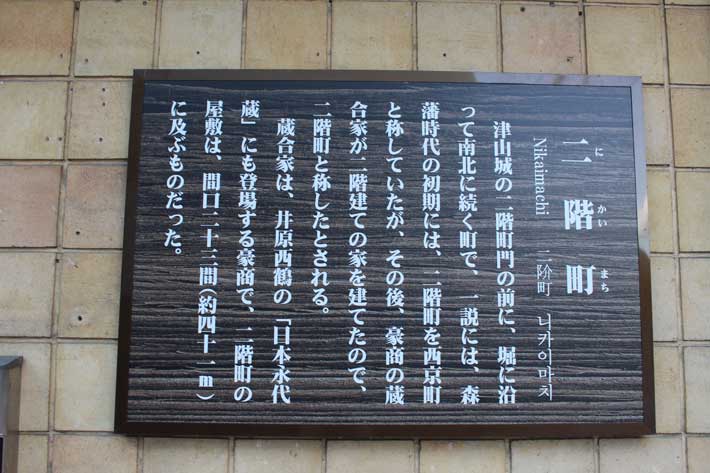 二階町
に かい まち
Nikaimachi 二阶町 니카이마치
津山城の二階町門の前に、堀に沿
って南北に続く町で、一説には、森
藩時代の初期には、二階町を西京町
と称していたが、その後、豪商の蔵
合家が二階建ての家を建てたので、
二階町と称したとされる。
蔵合家は、井原西鶴の「日本永代
蔵」にも登場する豪商で、二階町の
屋敷は、間口二十三間(約四十一m)
に及ぶものだった。